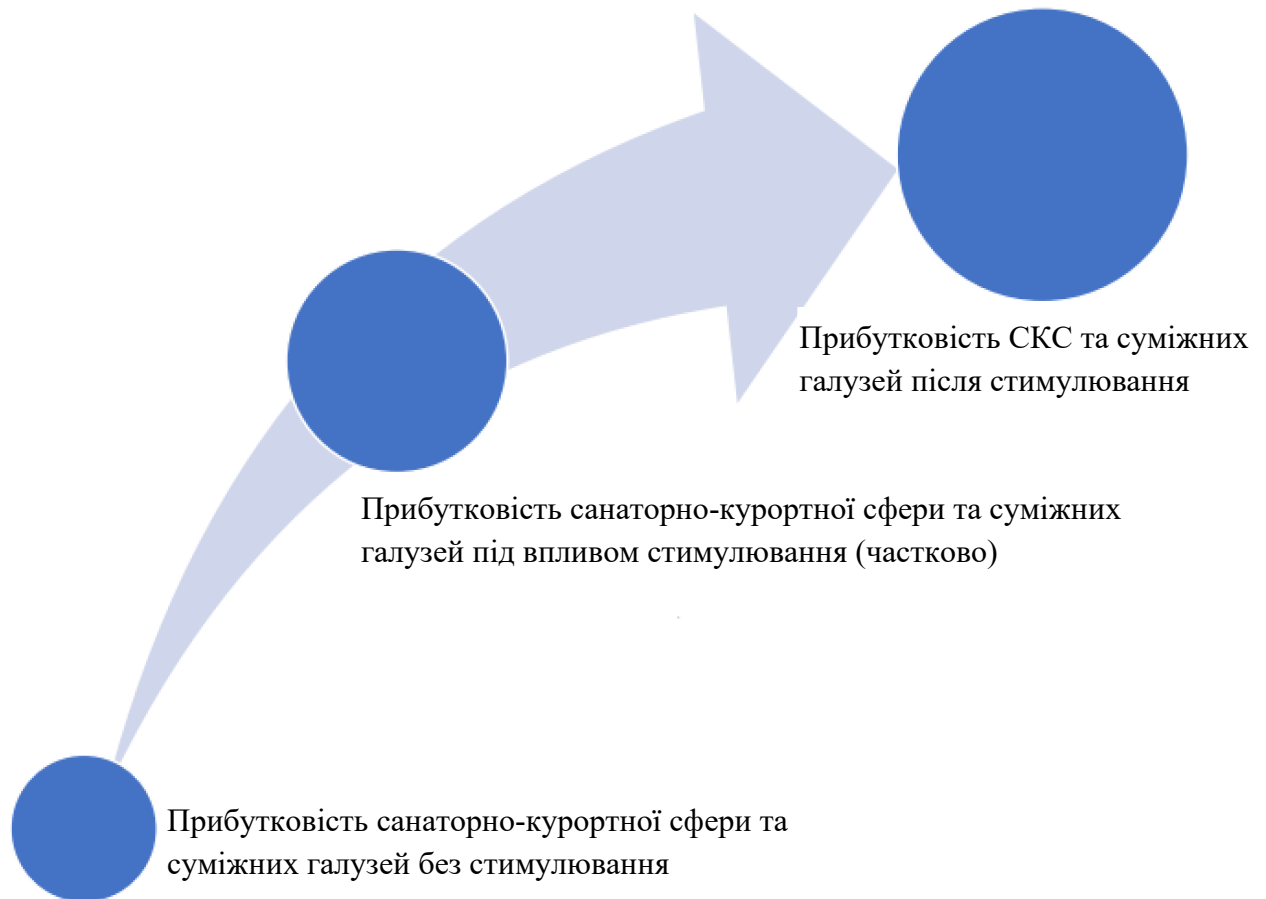 Прибутковість СКС та суміжних
галузей після стимулювання
Прибутковість санаторно-курортної сфери та суміжних
галузей під впливом стимулювання (частково)
Прибутковість санаторно-курортної сфери та
суміжних галузей без стимулювання